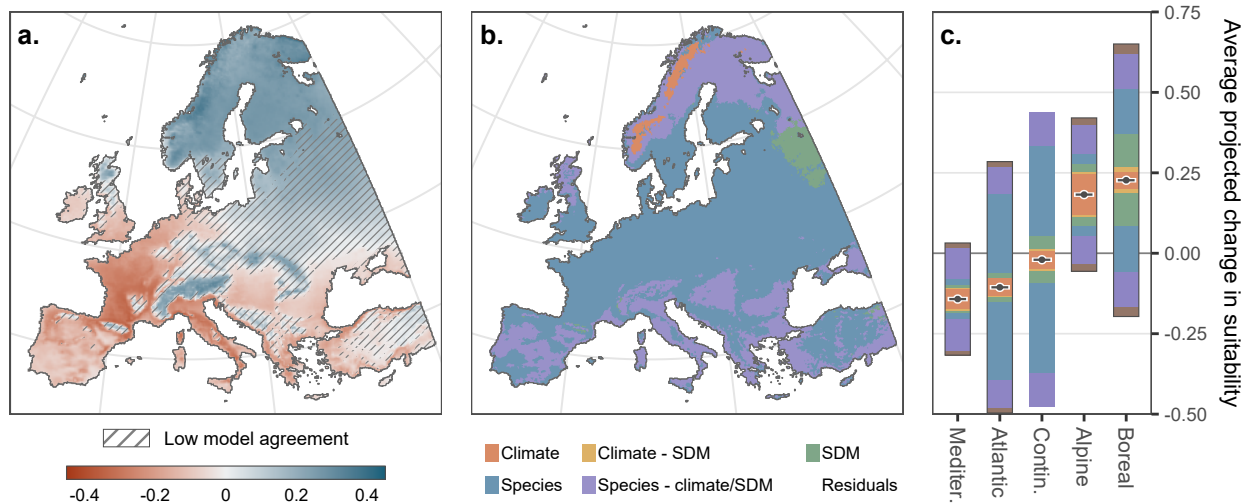 a.
b.
c.
0.75
0.50
0.25
0.00
-0.25
-0.50
Average projected change in suitability
Mediter.
Atlantic
Contin.
Alpine
Boreal
Low model agreement
-0.4 -0.2 0 0.2 0.4
Climate Climate - SDM SDM
Species Species - climate/SDM Residuals